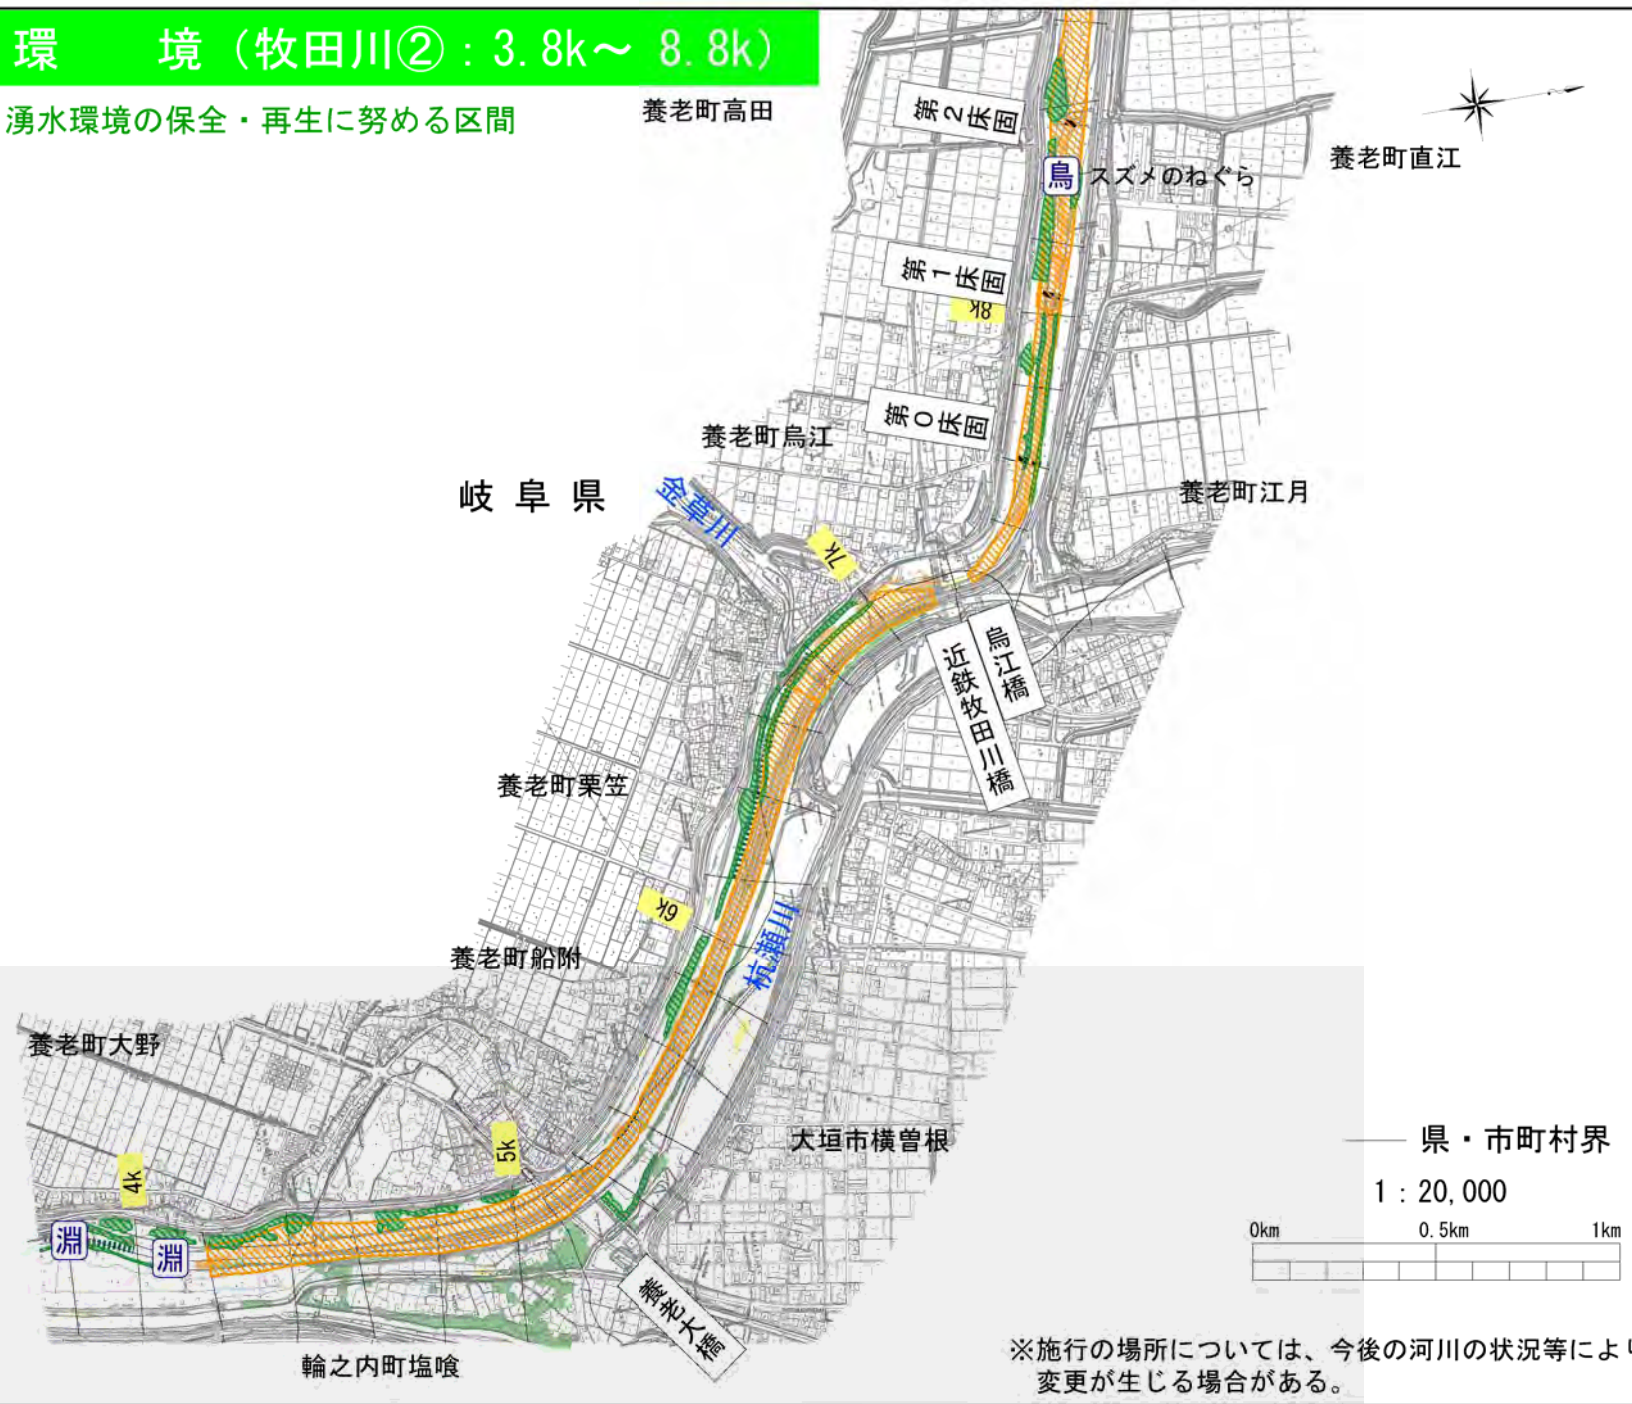 環　境（牧田川②：3.8k～8.8k）
湧水環境の保全・再生に努める区間
養老町高田
第2床固
養老町直江
鳥
スズメのねぐら
第1床固
8k
第0床固
養老町烏江
岐阜県
養老町江月
金草川
7k
烏江橋
近鉄牧田川橋
養老町栗笠
6k
杭瀬川
養老町船附
養老町大野
大垣市横曽根
県・市町村界
5k
4k
1：20,000
0km 0.5km 1km
淵
淵
養老大橋
輪之内町塩喰
※施行の場所については、今後の河川の状況等により
変更が生じる場合がある。